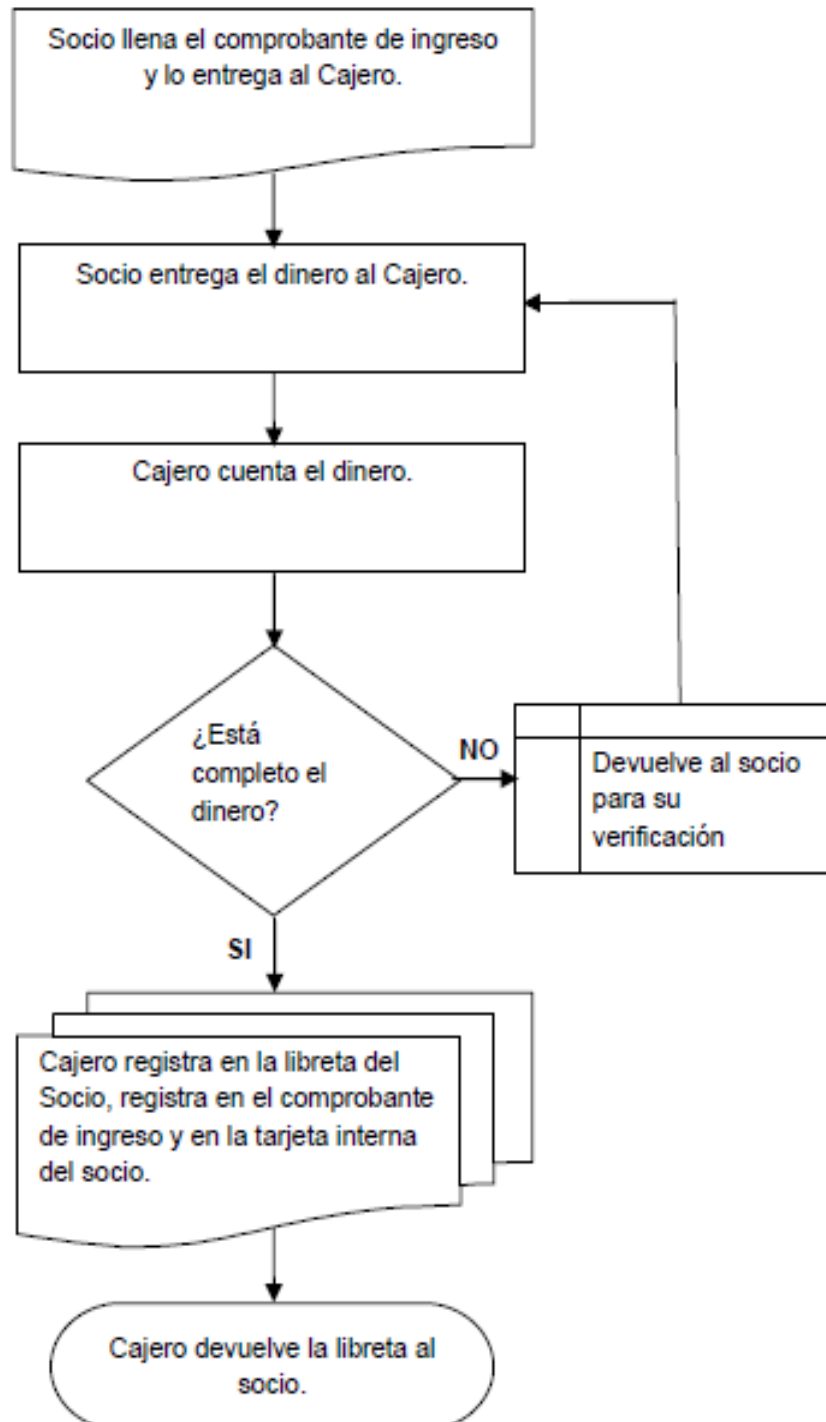 Socio llena el comprobante de ingreso
y lo entrega al Cajero.
Socio entrega el dinero al Cajero.
Cajero cuenta el dinero.
¿Está
completo el
dinero?
NO
Devuelve al socio
para su
verificación
SI
Cajero registra en la libreta del
Socio, registra en el comprobante
de ingreso y en la tarjeta interna
del socio.
Cajero devuelve la libreta al
socio.